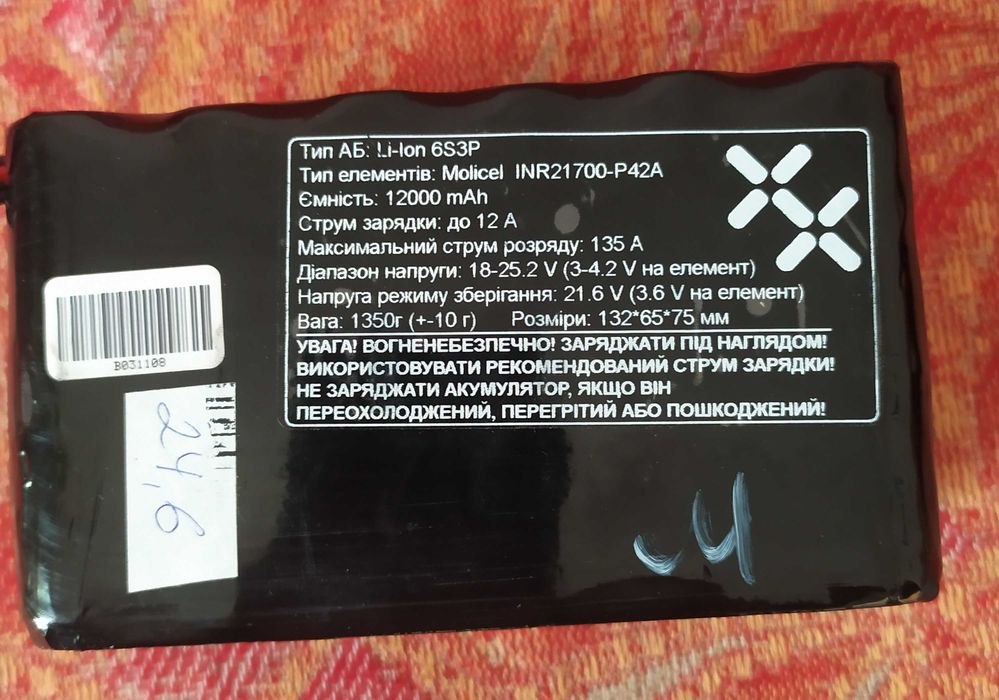 Тип АБ: Li-Ion 6S3P
Тип елементів: Molicel INR21700-P42A
Ємність: 12000 mAh
Струм зарядки: до 12 А
Максимальний струм розряду: 135 А
Діапазон напруги: 18-25.2 V (3-4.2 V на елемент)
Напруга режиму зберігання: 21.6 V (3.6 V на елемент)
Вага: 1350г (+-10 г) Розміри: 132*65*75 мм
УВАГА! ВОГНЕНЕБЕЗПЕЧНО! ЗАРЯДЖАТИ ПІД НАГЛЯДОМ!
ВИКОРИСТОВУВАТИ РЕКОМЕНДОВАНИЙ СТРУМ ЗАРЯДКИ!
НЕ ЗАРЯДЖАТИ АКУМУЛЯТОР, ЯКЩО ВІН
ПЕРЕОХОЛОДЖЕНИЙ, ПЕРЕГРІТИЙ АБО ПОШКОДЖЕНИЙ!
B031108
24,6